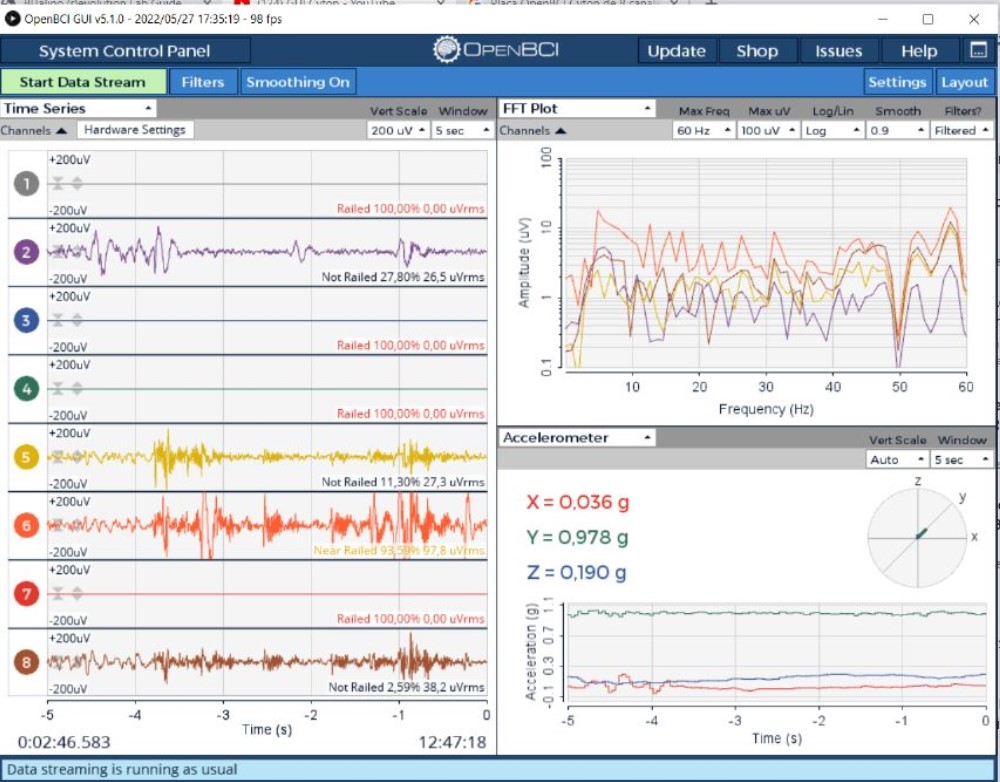 OpenBCI GUI v5.1.0 - 2022/05/27 17:35:19 - 98 fps
System Control Panel
OPENBCI
Update Shop Issues Help
Start Data Stream Filters Smoothing On
Settings Layout
Time Series
Vert Scale Window
Channels Hardware Settings
200 uV 5 sec
+200uV
1
-200uV
Railed 100,00% 0,00 uVrms
+200uV
2
-200uV
Not Railed 27,80% 26,5 uVrms
+200uV
3
-200uV
Railed 100,00% 0,00 uVrms
+200uV
4
-200uV
Railed 100,00% 0,00 uVrms
+200uV
5
-200uV
Not Railed 11,30% 27,3 uVrms
+200uV
6
-200uV
Near Railed 93,59% 97,8 uVrms
+200uV
7
-200uV
Railed 100,00% 0,00 uVrms
+200uV
8
-200uV
Not Railed 2,59% 38,2 uVrms
-5 -4 -3 -2 -1 0
Time (s)
0:02:46.583 12:47:18
FFT Plot
Max Freq Max uV Log/Lin Smooth Filters?
Channels
60 Hz 100 uV Log 0.9 Filtered
Amplitude (uV)
100
10.0
1
0.1
10 20 30 40 50 60
Frequency (Hz)
Accelerometer
Vert Scale Window
Auto 5 sec
X = 0,036 g
Y = 0,978 g
Z = 0,190 g
z
y
x
Acceleration (g)
1.1
0.7
0.3
-0.1
-5 -4 -3 -2 -1 0
Time (s)
Data streaming is running as usual